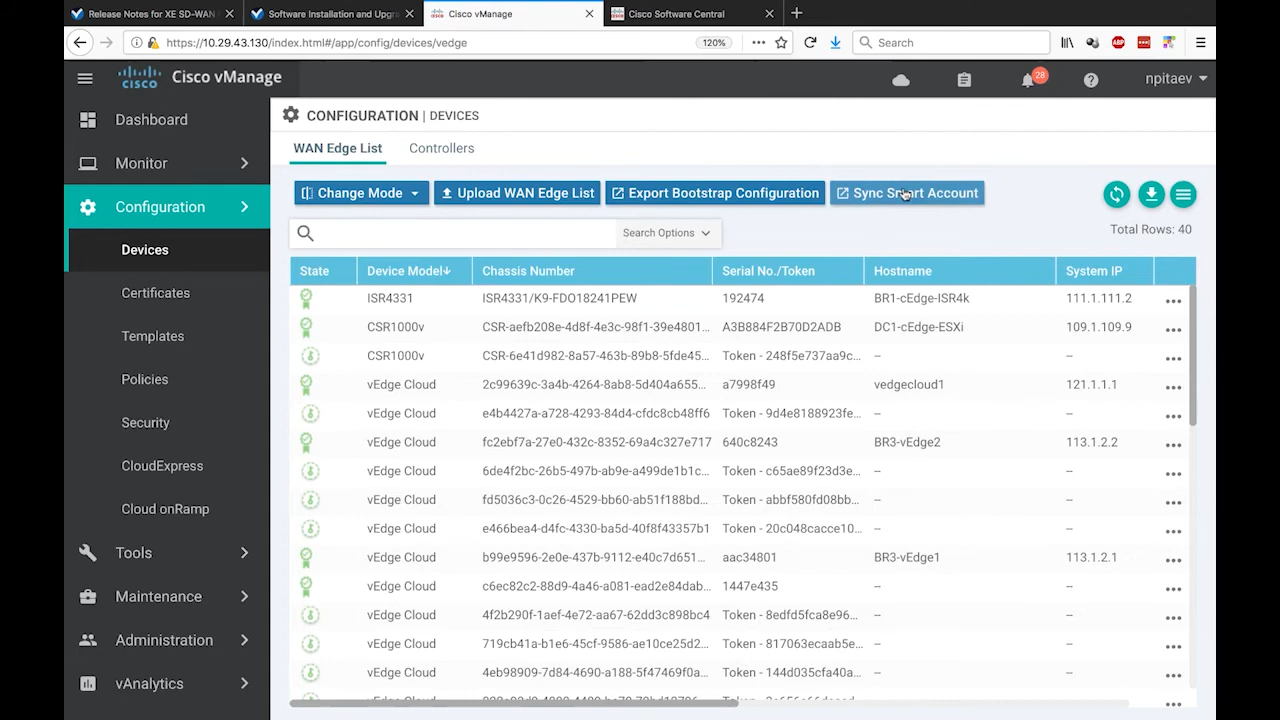 Release Notes for XE SD-WAN
Software Installation and Upgr
Cisco vManage
Cisco Software Central
https://10.29.43.130/index.html#/app/config/devices/vedge
120%
Search
ABP
cisco
Cisco vManage
28
npitaev
Dashboard
Monitor
Configuration
Devices
Certificates
Templates
Policies
Security
CloudExpress
Cloud onRamp
Tools
Maintenance
Administration
vAnalytics
CONFIGURATION | DEVICES
WAN Edge List Controllers
Change Mode Upload WAN Edge List Export Bootstrap Configuration Sync Smart Account
Search Options
Total Rows: 40
State Device Model Chassis Number Serial No./Token Hostname System IP
ISR4331 ISR4331/K9-FDO18241PEW 192474 BR1-cEdge-ISR4k 111.1.111.2
CSR1000v CSR-aefb208e-4d8f-4e3c-98f1-39e4801... A3B884F2B70D2ADB DC1-cEdge-ESXi 109.1.109.9
CSR1000v CSR-6e41d982-8a57-463b-89b8-5fde45... Token - 248f5e737aa9c... -- --
vEdge Cloud 2c99639c-3a4b-4264-8ab8-5d404a655... a7998f49 vedgecloud1 121.1.1.1
vEdge Cloud e4b4427a-a728-4293-84d4-cfdc8cb48ff6 Token - 9d4e8188923fe... -- --
vEdge Cloud fc2ebf7a-27e0-432c-8352-69a4c327e717 640c8243 BR3-vEdge2 113.1.2.2
vEdge Cloud 6de4f2bc-26b5-497b-ab9e-a499de1b1c... Token - c65ae89f23d3e... -- --
vEdge Cloud fd5036c3-0c26-4529-bb60-ab51f188bd... Token - abbf580fd08bb... -- --
vEdge Cloud e466bea4-d4fc-4330-ba5d-40f8f43357b1 Token - 20c048cacce10... -- --
vEdge Cloud b99e9596-2e0e-437b-9112-e40c7d651... aac34801 BR3-vEdge1 113.1.2.1
vEdge Cloud c6ec82c2-88d9-4a46-a081-ead2e84dab... 1447e435 -- --
vEdge Cloud 4f2b290f-1aef-4e72-aa67-62dd3c898bc4 Token - 8edfd5fca8e96... -- --
vEdge Cloud 719cb41a-b1e6-45cf-9586-ae10ce25d2... Token - 817063ecaab5e... -- --
vEdge Cloud 4eb98909-7d84-4690-a188-5f47469f0a... Token - 144d035cfa40a... -- --